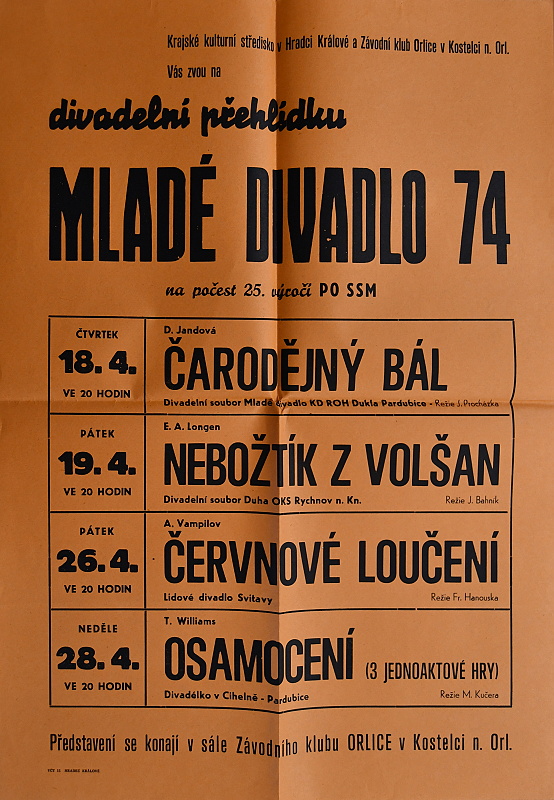 Krajské kulturní středisko v Hradci Králové a Závodní klub Orlice v Kostelci n. Orl.
Vás zvou na
divadelní přehlídku
MLADÉ DIVADLO 74
na počest 25. výročí PO SSM
ČTVRTEK
18. 4.
VE 20 HODIN
D. Jandová
ČARODĚJNÝ BÁL
Divadelní soubor Mladé divadlo KD ROH Dukla Pardubice - Režie J. Procházka
PÁTEK
19. 4.
VE 20 HODIN
E. A. Longen
NEBOŽTÍK Z VOLŠAN
Divadelní soubor Duha OKS Rychnov n. Kn. Režie J. Bahník
PÁTEK
26. 4.
VE 20 HODIN
A. Vampilov
ČERVNOVÉ LOUČENÍ
Lidové divadlo Svitavy Režie Fr. Hanouska
NEDĚLE
28. 4.
VE 20 HODIN
T. Williams
OSAMOCENÍ (3 JEDNOAKTOVÉ HRY)
Divadélko v Cihelně - Pardubice Režie M. Kučera
Představení se konají v sále Závodního klubu ORLICE v Kostelci n. Orl.
HRADEC KRÁLOVÉ